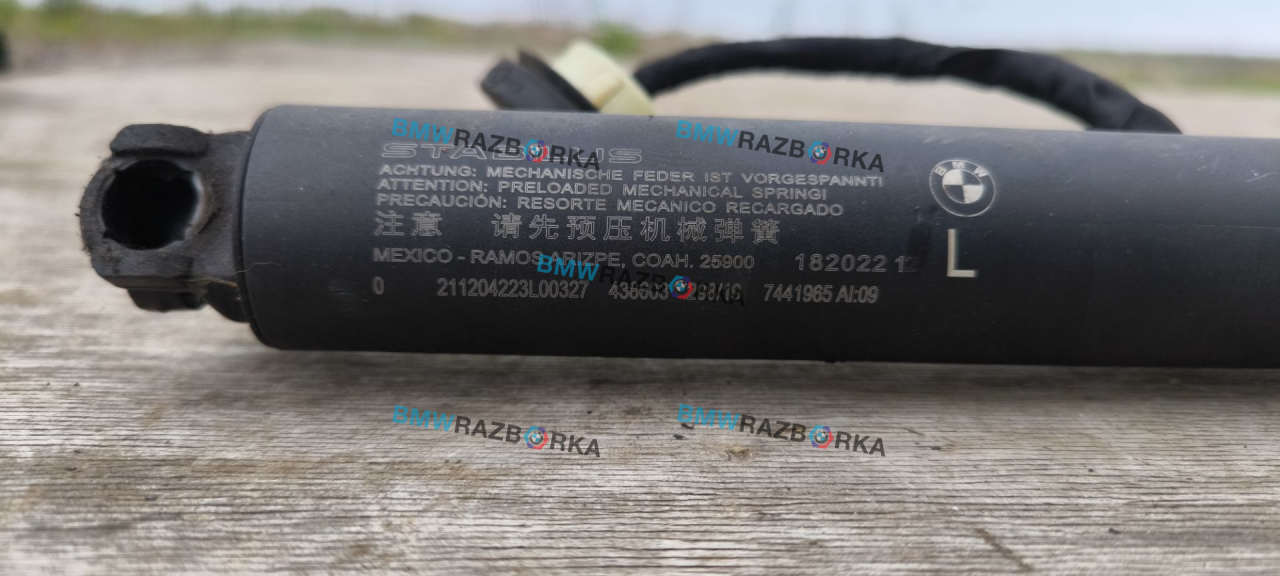 BMWRAZBORKA BMWRAZBORKA
STABILUS
ACHTUNG: MECHANISCHE FEDER IST VORGESPANNT!
ATTENTION: PRELOADED MECHANICAL SPRING!
PRECAUCIÓN: RESORTE MECANICO RECARGADO
注意 请先预压机械弹簧
MEXICO - RAMOS ARIZPE, COAH. 25900 182022 12
BMW
L
BMWRAZBORKA
0 211204223L00327 7441965 AI:09
BMWRAZBORKA BMWRAZBORKA